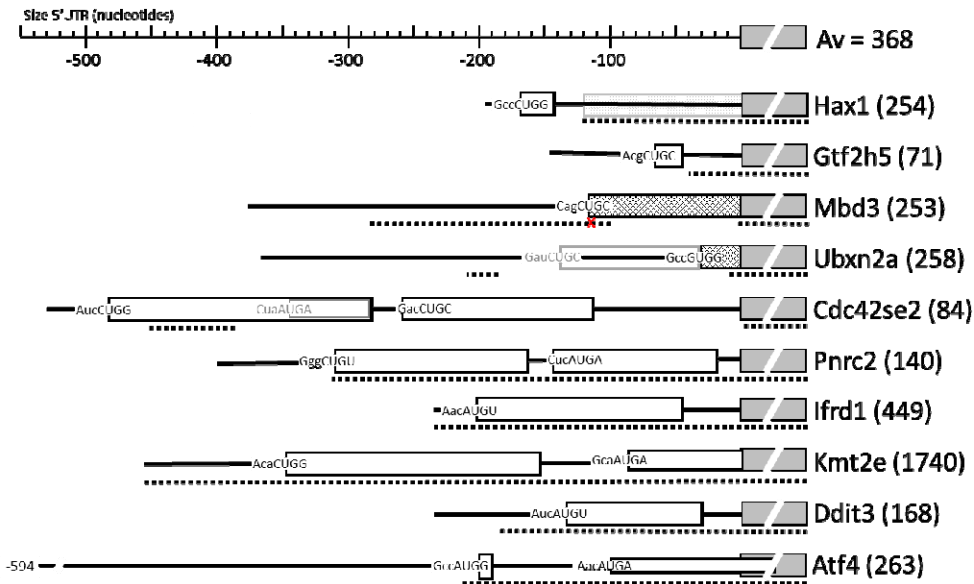 Size 5' JTR (nucleotides)
-500 -400 -300 -200 -100
Av = 368
GccCUGG Hax1 (254)
AcgCUGC Gtf2h5 (71)
CagCUGC Mbd3 (253)
x
GauCUGC GccGUGG Ubxn2a (258)
AucCUGG CuaAUGA GacCUGC Cdc42se2 (84)
GggCUGU CucAUGA Pnrc2 (140)
AacAUGU Ifrd1 (449)
AcaCUGG GcaAUGA Kmt2e (1740)
AucAUGU Ddit3 (168)
-594 GccAUGG AacAUGA Atf4 (263)